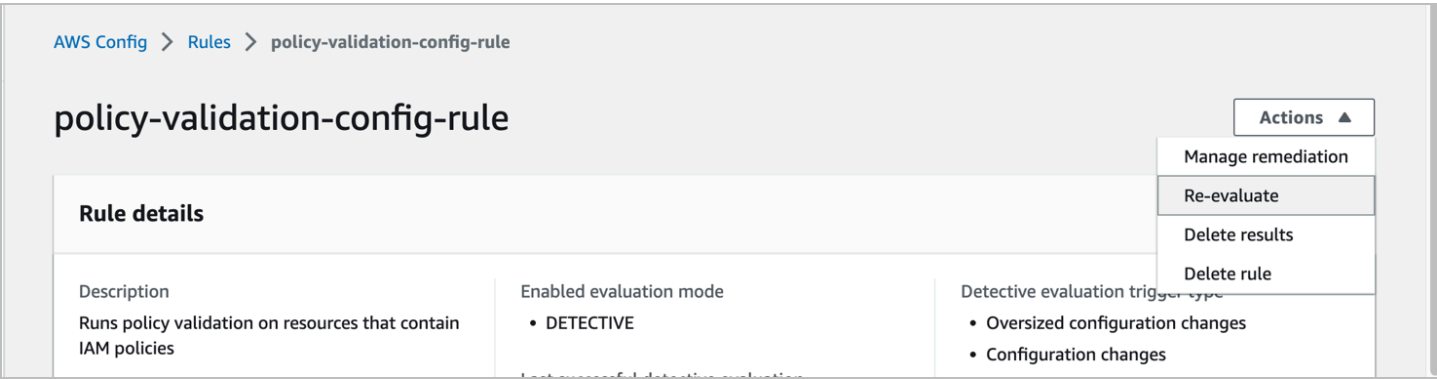 AWS Config > Rules > policy-validation-config-rule
policy-validation-config-rule
Actions ▲
Manage remediation
Re-evaluate
Delete results
Delete rule
Rule details
Description
Runs policy validation on resources that contain
IAM policies
Enabled evaluation mode
• DETECTIVE
Detective evaluation trigger type
• Oversized configuration changes
• Configuration changes